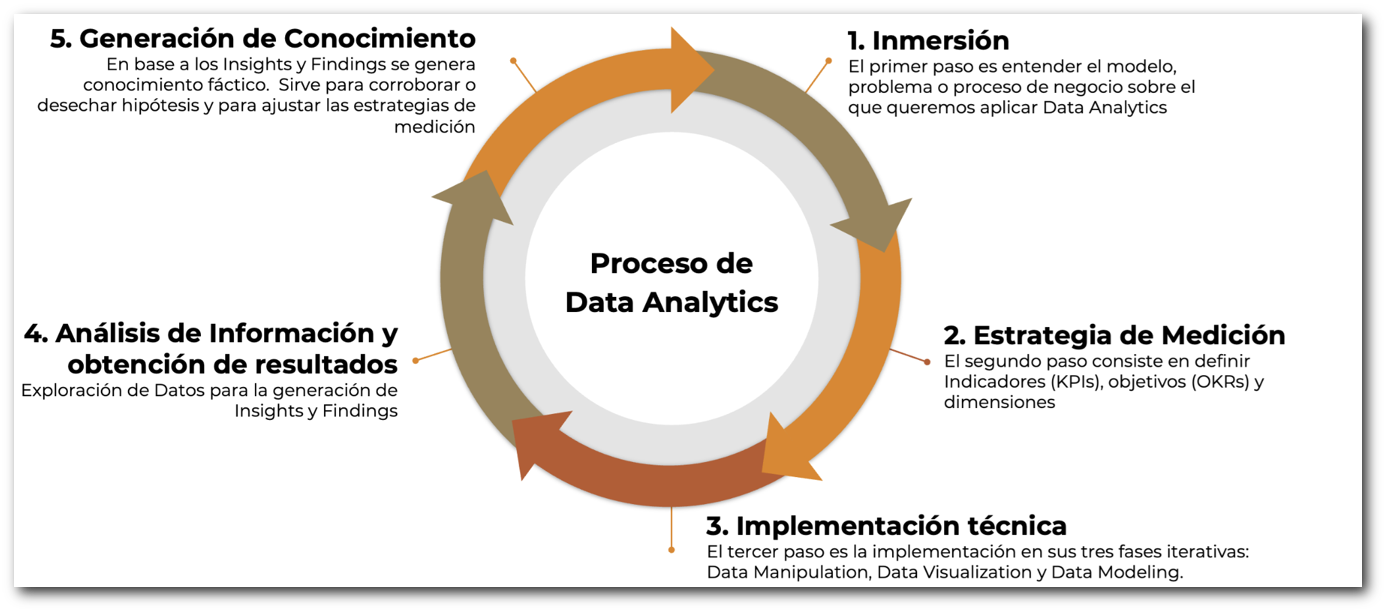 5. Generación de Conocimiento
En base a los Insights y Findings se genera
conocimiento fáctico. Sirve para corroborar o
desechar hipótesis y para ajustar las estrategias de
medición
1. Inmersión
El primer paso es entender el modelo,
problema o proceso de negocio sobre el
que queremos aplicar Data Analytics
Proceso de
Data Analytics
4. Análisis de Información y
obtención de resultados
Exploración de Datos para la generación de
Insights y Findings
2. Estrategia de Medición
El segundo paso consiste en definir
Indicadores (KPIs), objetivos (OKRs) y
dimensiones
3. Implementación técnica
El tercer paso es la implementación en sus tres fases iterativas:
Data Manipulation, Data Visualization y Data Modeling.